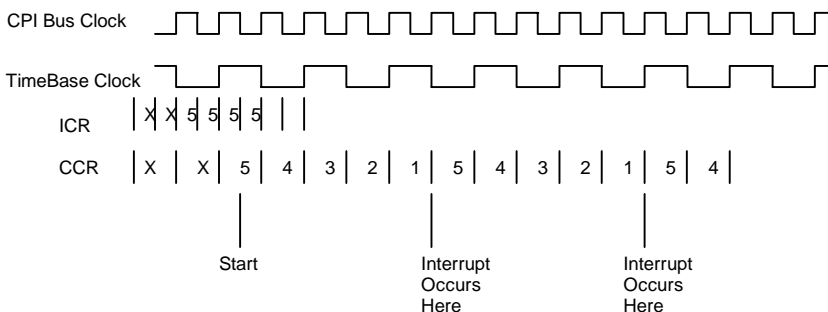 CPI Bus Clock
TimeBase Clock
ICR X X 5 5 5 5
CCR X X 5 4 3 2 1 5 4 3 2 1 5 4
Start
Interrupt
Occurs
Here
Interrupt
Occurs
Here